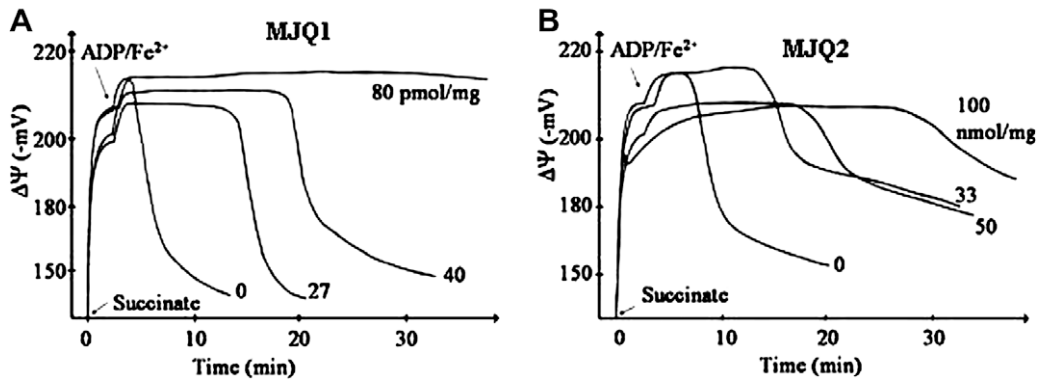 A
MJQ1
220
ADP/Fe²⁺
80 pmol/mg
200
ΔΨ (-mV)
180
150
40
0
27
Succinate
0
10
20
30
Time (min)
B
MJQ2
220
ADP/Fe²⁺
100
nmol/mg
200
ΔΨ (-mV)
180
33
50
150
0
Succinate
0
10
20
30
Time (min)